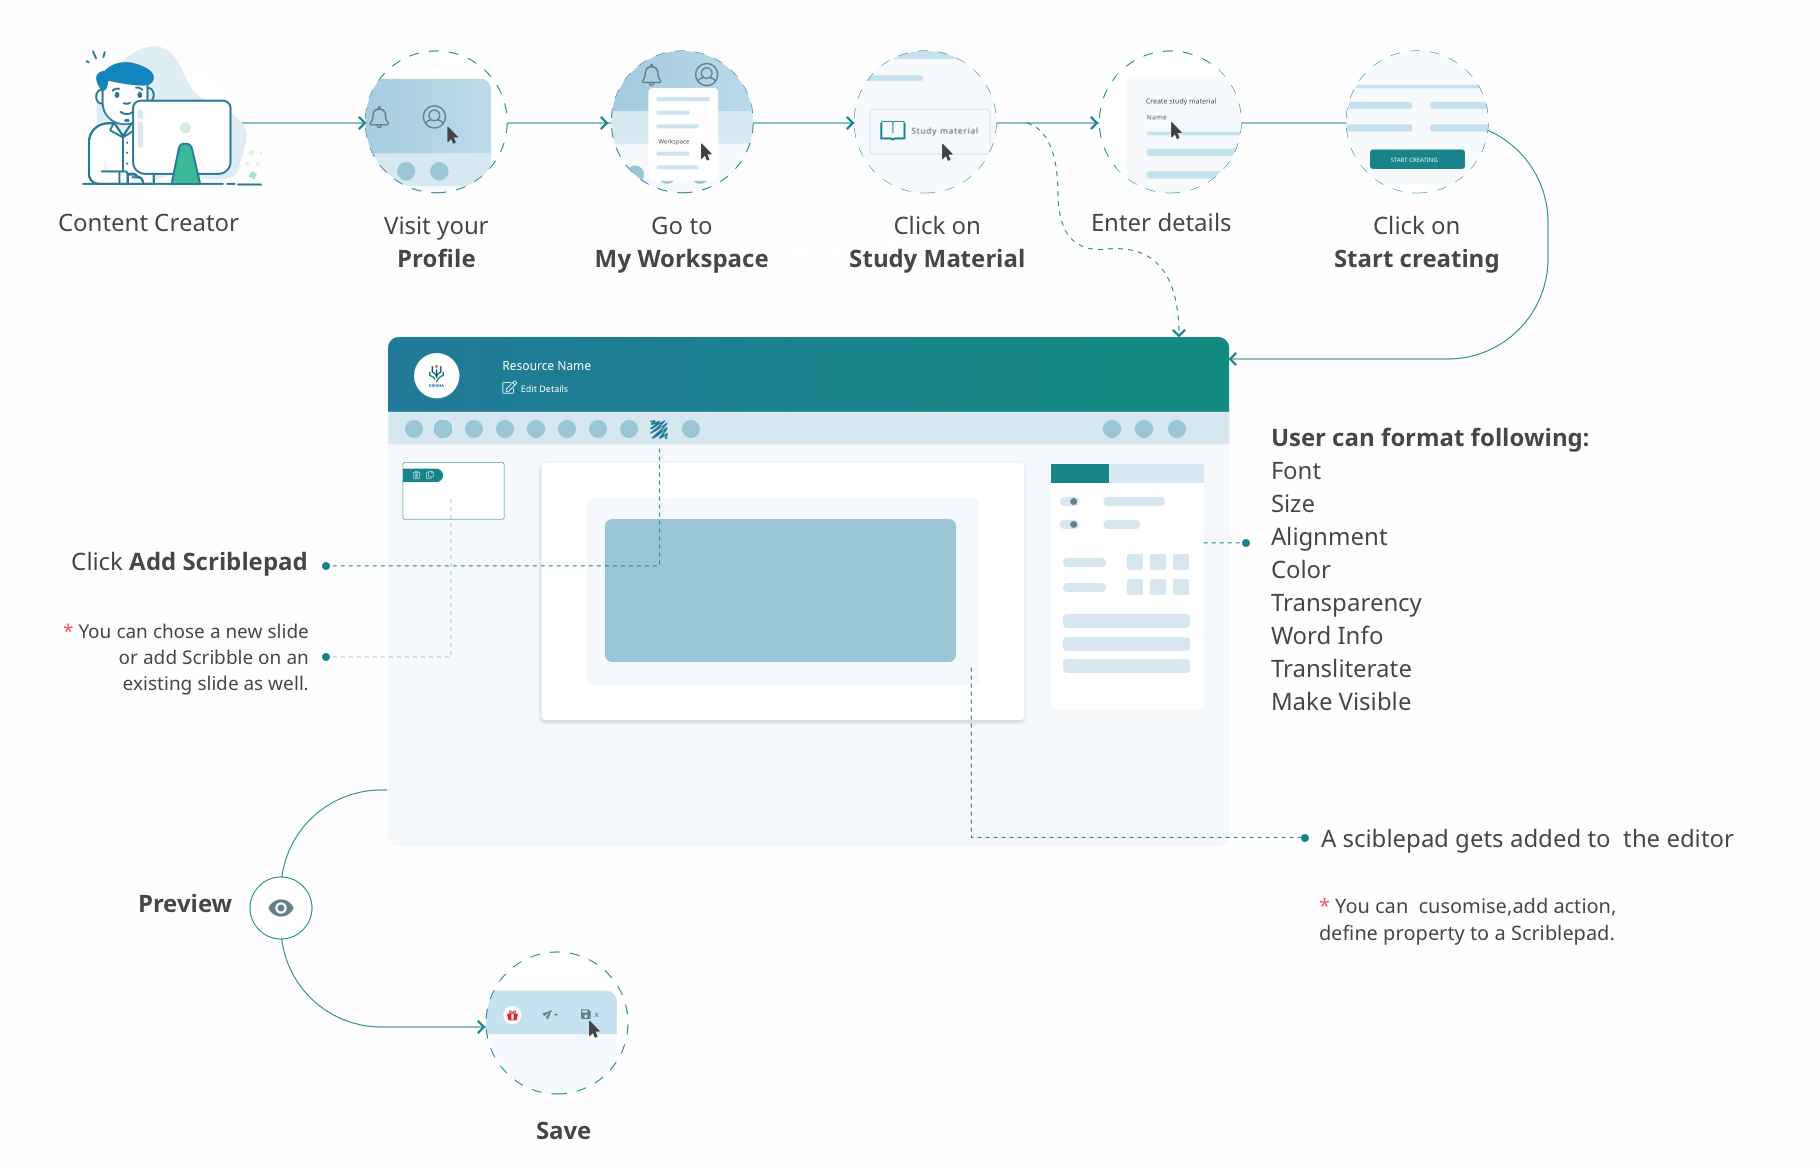 Content Creator
Visit your
Profile
Workspace
Go to
My Workspace
Study material
Click on
Study Material
Create study material
Name
Enter details
START CREATING
Click on
Start creating
DIKSHA
Resource Name
Edit Details
User can format following:
Font
Size
Alignment
Color
Transparency
Word Info
Transliterate
Make Visible
Click Add Scriblepad
* You can chose a new slide
or add Scribble on an
existing slide as well.
A sciblepad gets added to  the editor
* You can  cusomise,add action,
define property to a Scriblepad.
Preview
x
Save